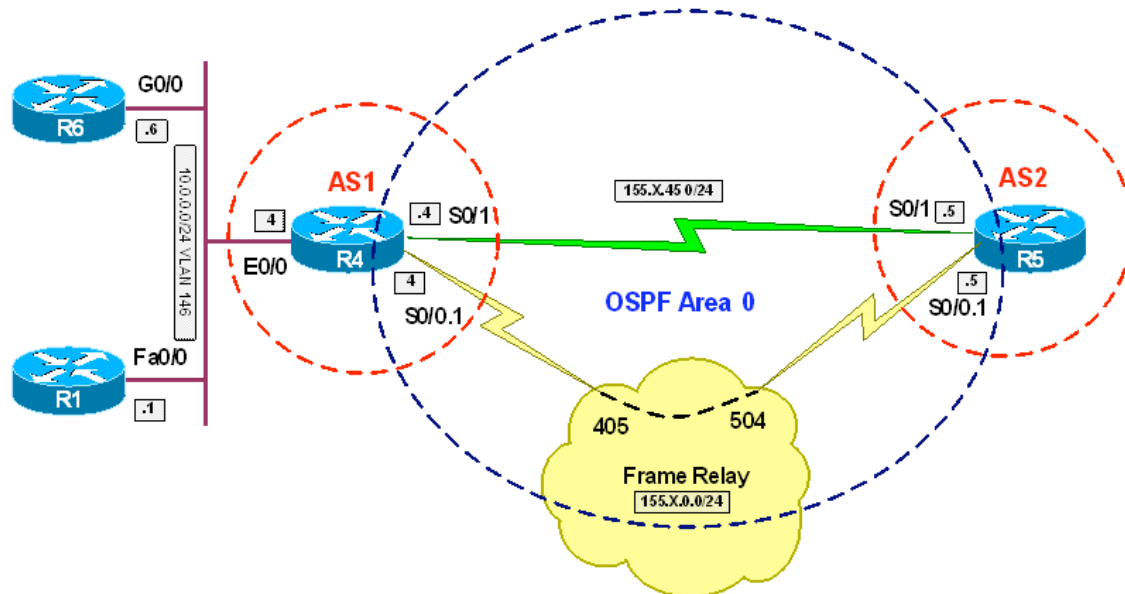 G0/0
R6
.6
10.0.0.0/24 VLAN 146
AS1
155.X.45 0/24
AS2
4
.4
S0/1
S0/1
.5
R4
R5
E0/0
4
.5
OSPF Area 0
S0/0.1
S0/0.1
Fa0/0
R1
.1
405
504
Frame Relay
155.X.0.0/24